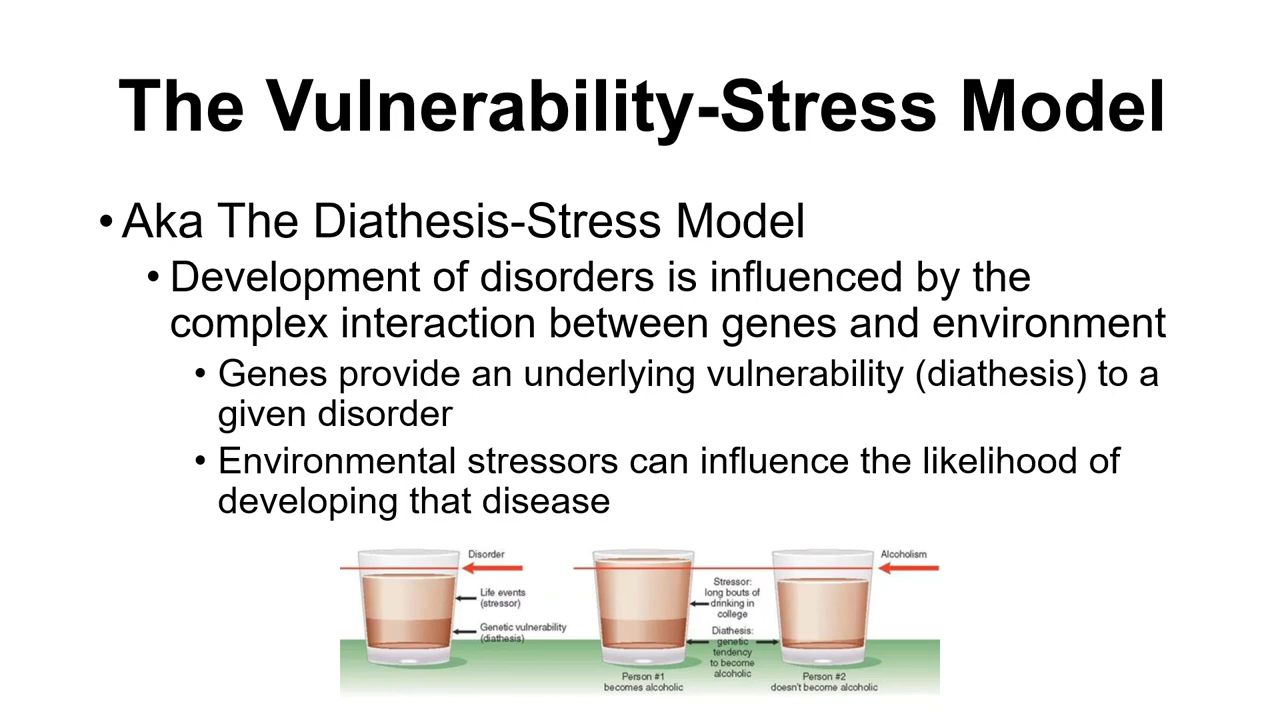 The Vulnerability-Stress Model
• Aka The Diathesis-Stress Model
• Development of disorders is influenced by the
complex interaction between genes and environment
• Genes provide an underlying vulnerability (diathesis) to a
given disorder
• Environmental stressors can influence the likelihood of
developing that disease
Disorder
Life events
(stressor)
Genetic vulnerability
(diathesis)
Alcoholism
Stressor:
long bouts of
drinking in
college
Diathesis:
genetic
tendency
to become
alcoholic
Person #1
becomes alcoholic
Person #2
doesn't become alcoholic